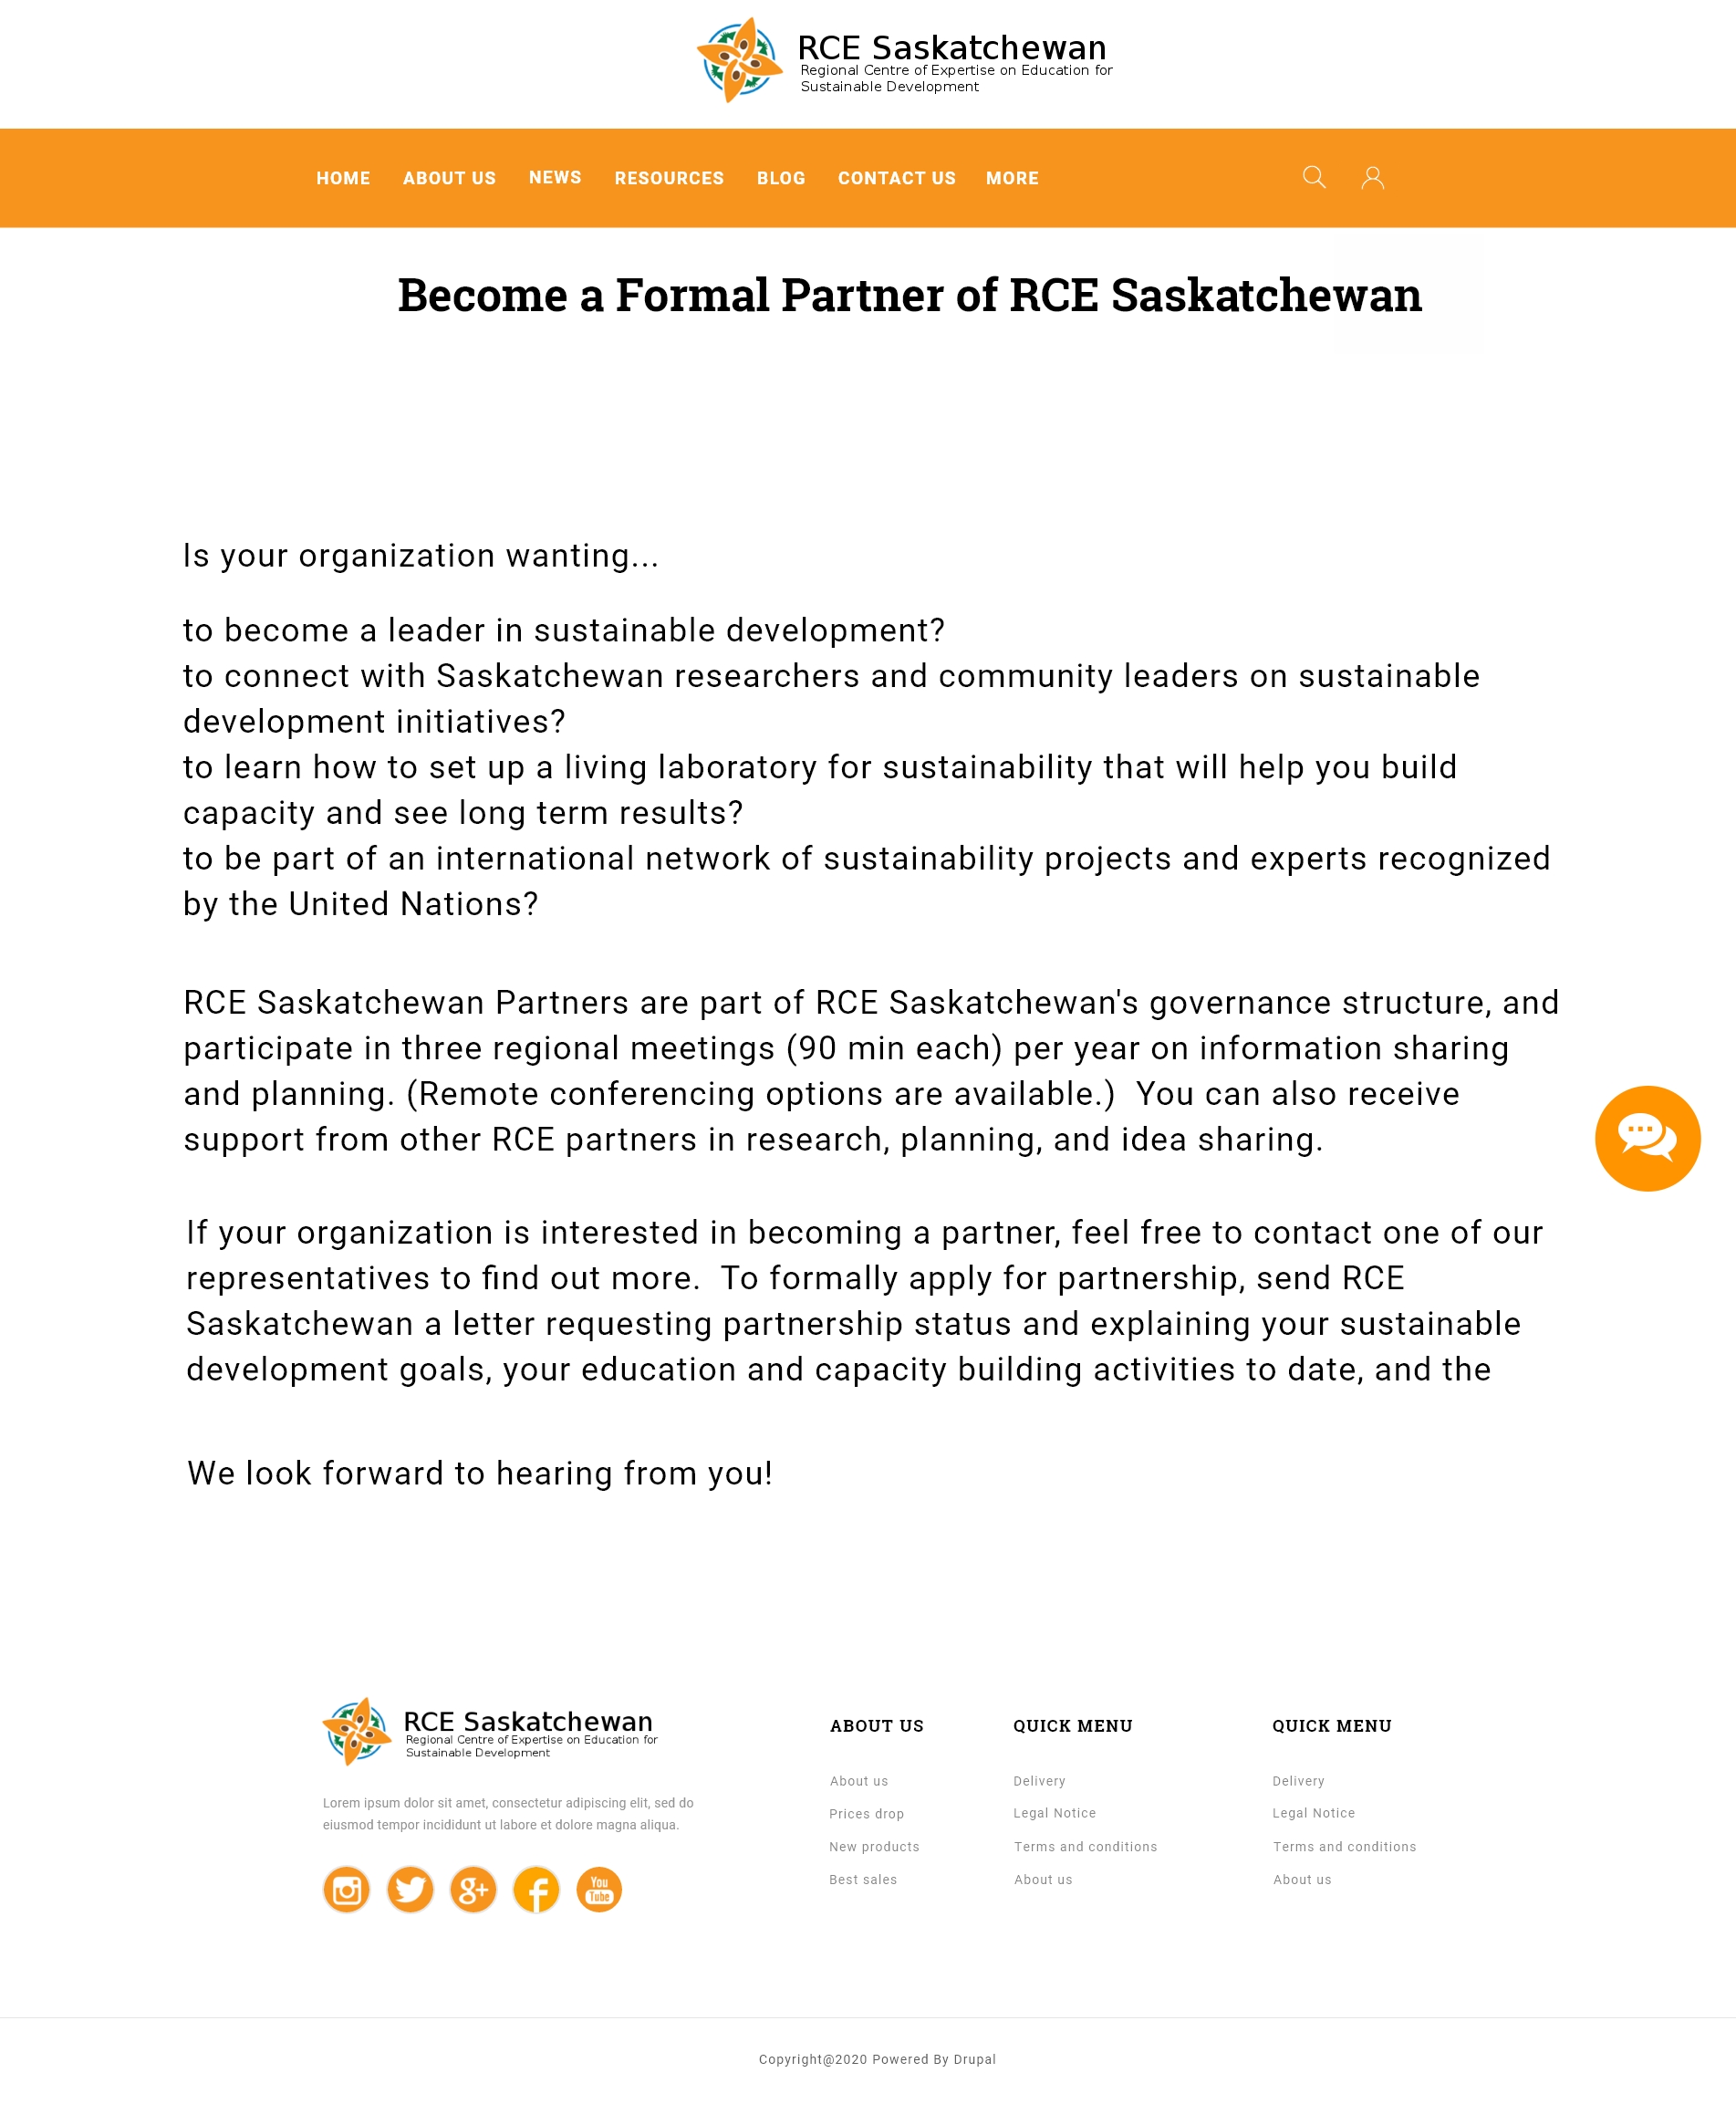 RCE Saskatchewan
Regional Centre of Expertise on Education for
Sustainable Development
HOME ABOUT US NEWS RESOURCES BLOG CONTACT US MORE
Become a Formal Partner of RCE Saskatchewan
Is your organization wanting...
to become a leader in sustainable development?
to connect with Saskatchewan researchers and community leaders on sustainable
development initiatives?
to learn how to set up a living laboratory for sustainability that will help you build
capacity and see long term results?
to be part of an international network of sustainability projects and experts recognized
by the United Nations?
RCE Saskatchewan Partners are part of RCE Saskatchewan's governance structure, and
participate in three regional meetings (90 min each) per year on information sharing
and planning. (Remote conferencing options are available.)  You can also receive
support from other RCE partners in research, planning, and idea sharing.
If your organization is interested in becoming a partner, feel free to contact one of our
representatives to find out more.  To formally apply for partnership, send RCE
Saskatchewan a letter requesting partnership status and explaining your sustainable
development goals, your education and capacity building activities to date, and the
We look forward to hearing from you!
RCE Saskatchewan
Regional Centre of Expertise on Education for
Sustainable Development
Lorem ipsum dolor sit amet, consectetur adipiscing elit, sed do
eiusmod tempor incididunt ut labore et dolore magna aliqua.
g+ f You Tube
ABOUT US
About us
Prices drop
New products
Best sales
QUICK MENU
Delivery
Legal Notice
Terms and conditions
About us
QUICK MENU
Delivery
Legal Notice
Terms and conditions
About us
Copyright@2020 Powered By Drupal